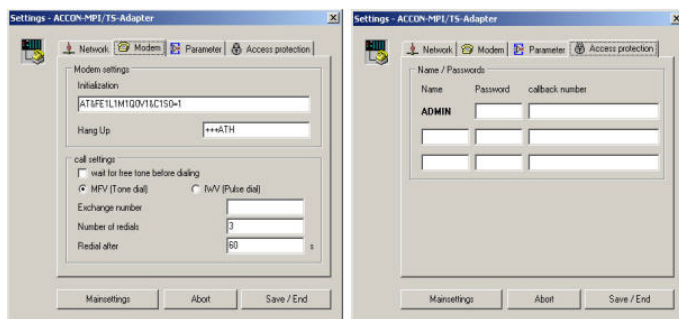 Settings - ACCON-MPI/TS-Adapter
Network Modem Parameter Access protection
Modem settings
Initialization
AT&FE1L1M1Q0V1&C1S0=1
Hang Up +++ATH
call settings
wait for free tone before dialing
MFV (Tone dial) IWV (Pulse dial)
Exchange number
Number of redials 3
Redial after 60 s
Mainsettings Abort Save / End
Settings - ACCON-MPI/TS-Adapter
Network Modem Parameter Access protection
Name / Passwords
Name Password callback number
ADMIN
Mainsettings Abort Save / End